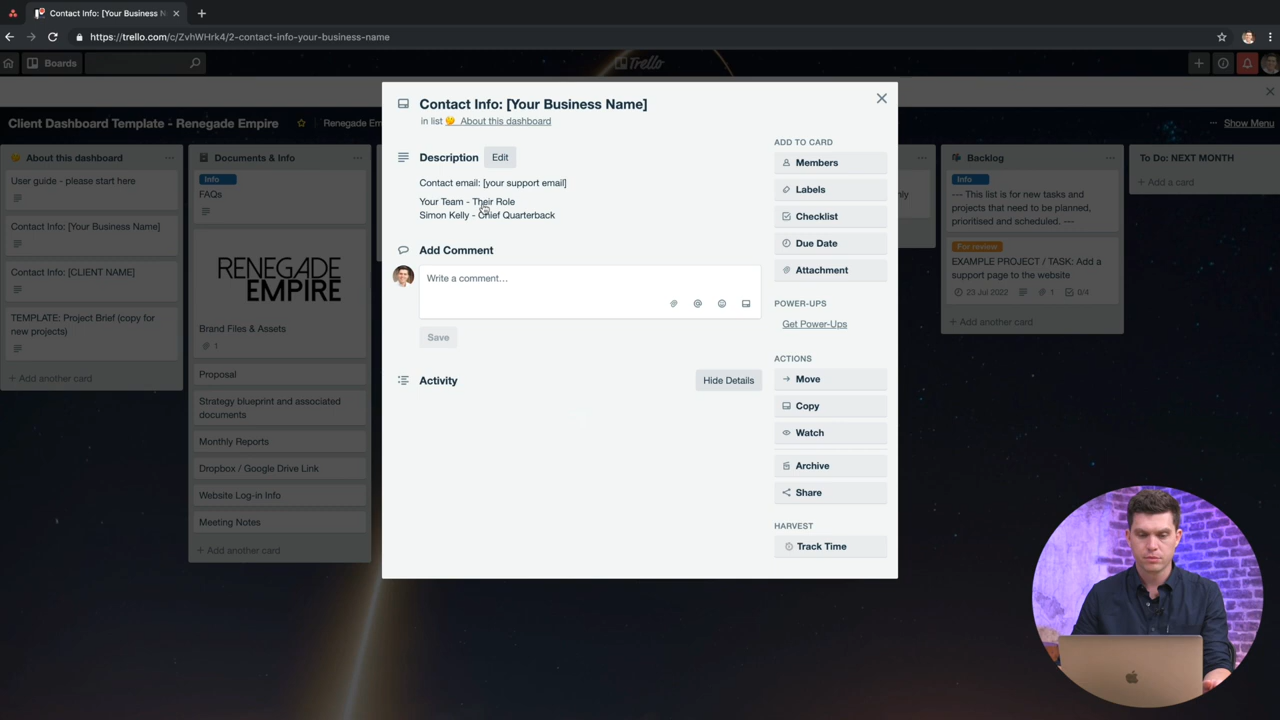 Contact Info: [Your Business N
https://trello.com/c/ZvhWHrk4/2-contact-info-your-business-name
Boards
Trello
Client Dashboard Template - Renegade Empire
Renegade Em
Show Menu
About this dashboard
User guide - please start here
Contact Info: [Your Business Name]
Contact Info: [CLIENT NAME]
TEMPLATE: Project Brief (copy for
new projects)
+ Add another card
Documents & Info
Info
FAQs
RENEGADE
EMPIRE
Brand Files & Assets
1
Proposal
Strategy blueprint and associated
documents
Monthly Reports
Dropbox / Google Drive Link
Website Log-in Info
Meeting Notes
+ Add another card
Contact Info: [Your Business Name]
in list About this dashboard
Description
Edit
Contact email: [your support email]
Your Team - Their Role
Simon Kelly - Chief Quarterback
Add Comment
Write a comment…
Save
Activity
Hide Details
ADD TO CARD
Members
Labels
Checklist
Due Date
Attachment
POWER-UPS
Get Power-Ups
ACTIONS
Move
Copy
Watch
Archive
Share
HARVEST
Track Time
Backlog
Info
--- This list is for new tasks and
projects that need to be planned,
prioritised and scheduled. ---
For review
EXAMPLE PROJECT / TASK: Add a
support page to the website
23 Jul 2022
1
0/4
+ Add another card
To Do: NEXT MONTH
+ Add a card